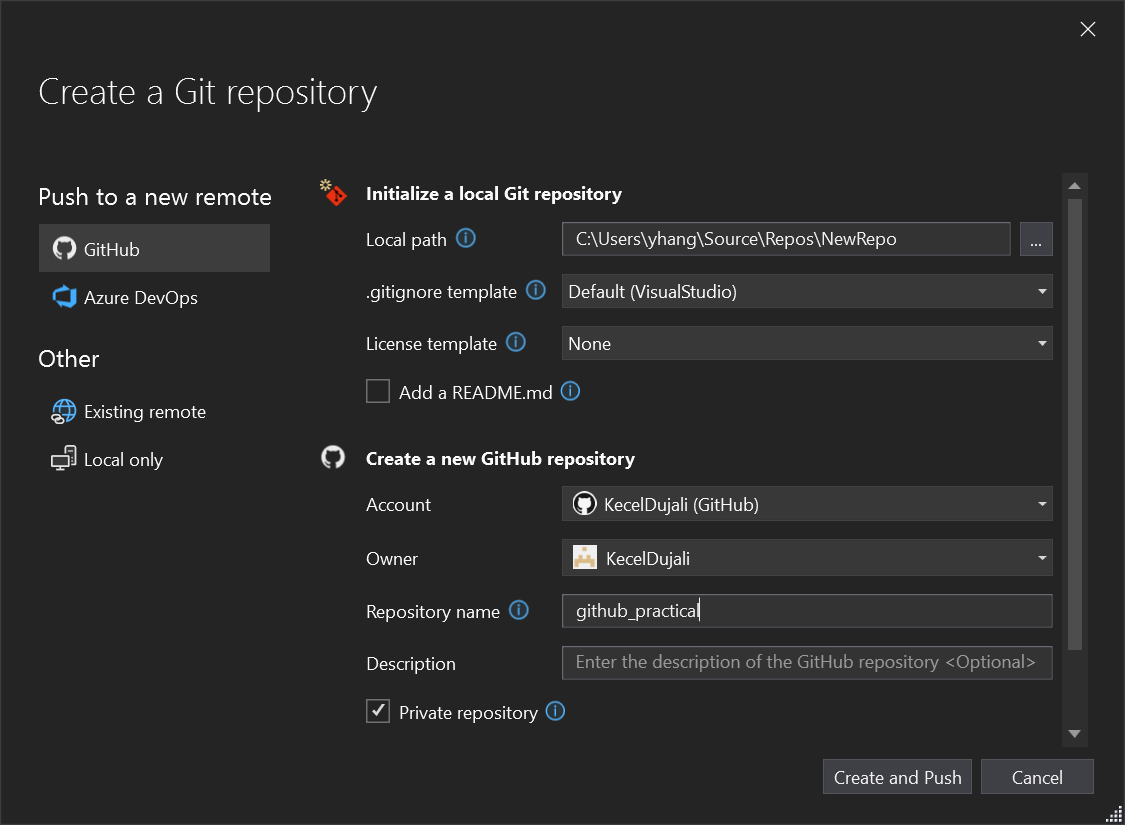 Create a Git repository
Push to a new remote
GitHub
Azure DevOps
Other
Existing remote
Local only
Initialize a local Git repository
Local path C:\Users\yhang\Source\Repos\NewRepo ...
.gitignore template Default (VisualStudio)
License template None
Add a README.md
Create a new GitHub repository
Account KecelDujali (GitHub)
Owner KecelDujali
Repository name github_practical
Description Enter the description of the GitHub repository <Optional>
Private repository
Create and Push Cancel